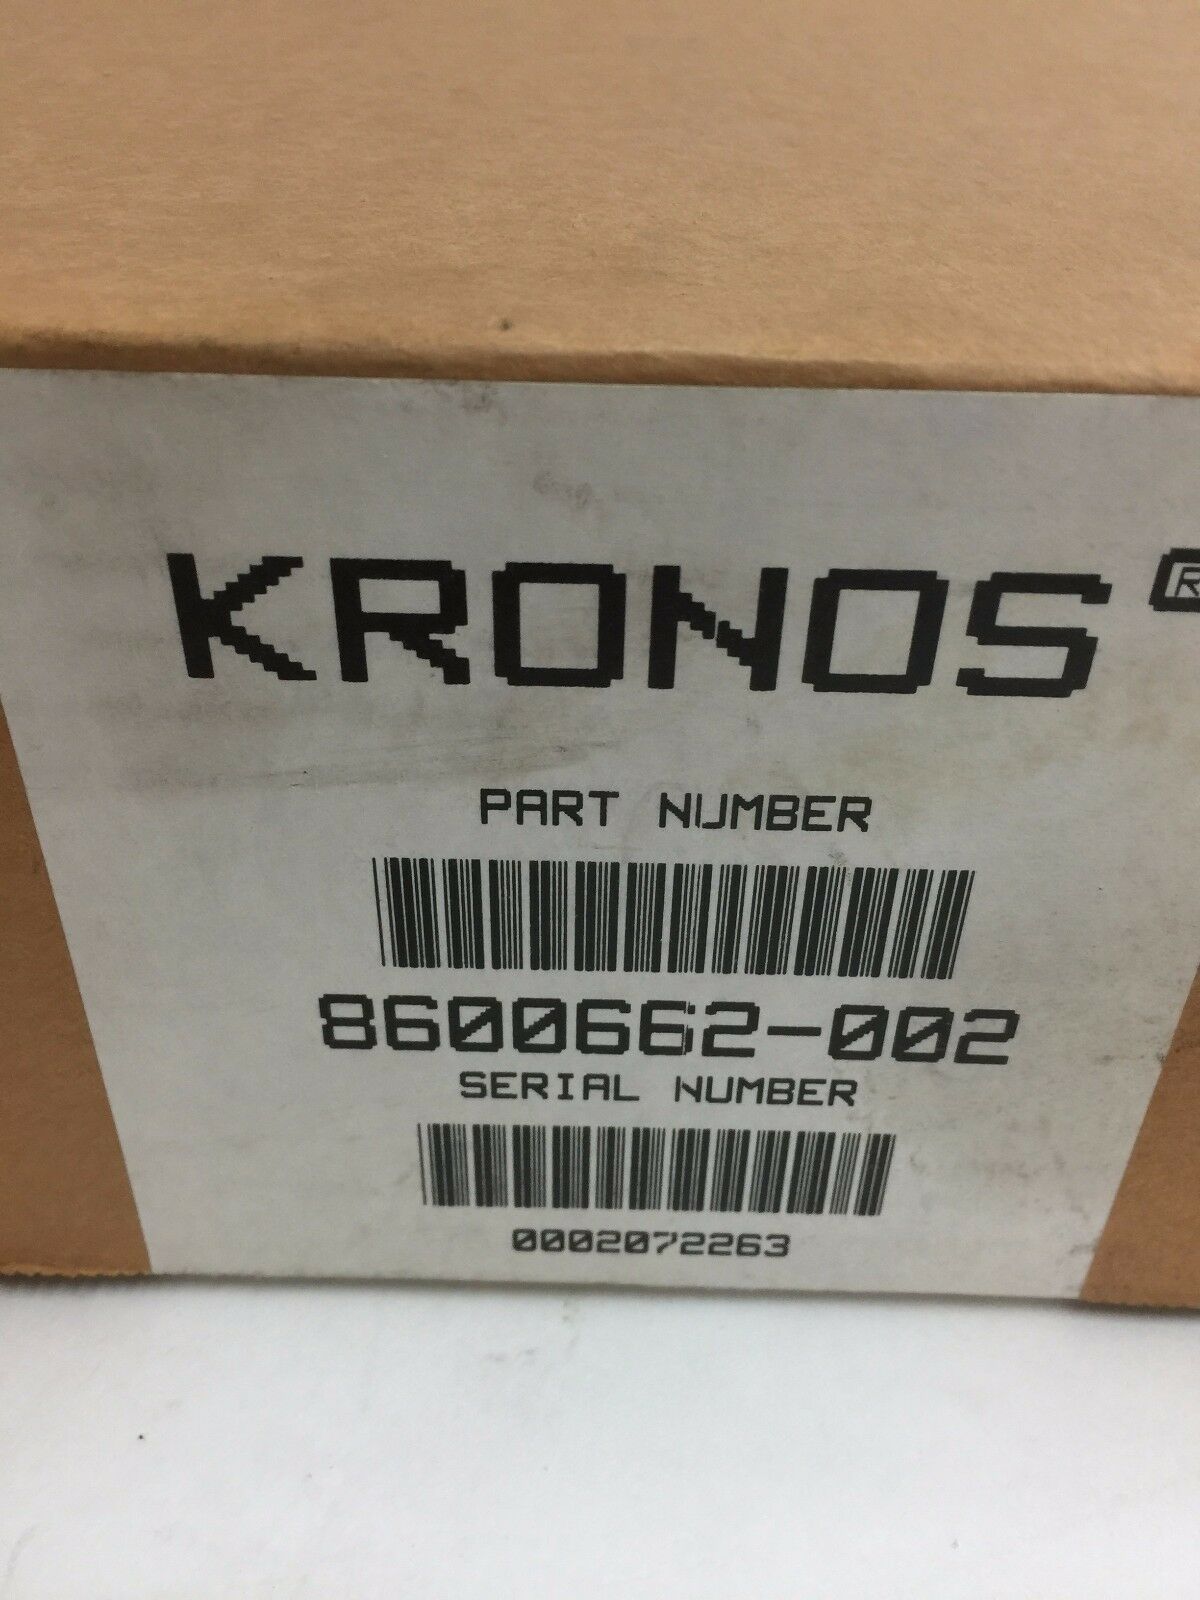 KRONOS®
PART NUMBER
8600662-002
SERIAL NUMBER
0002072263